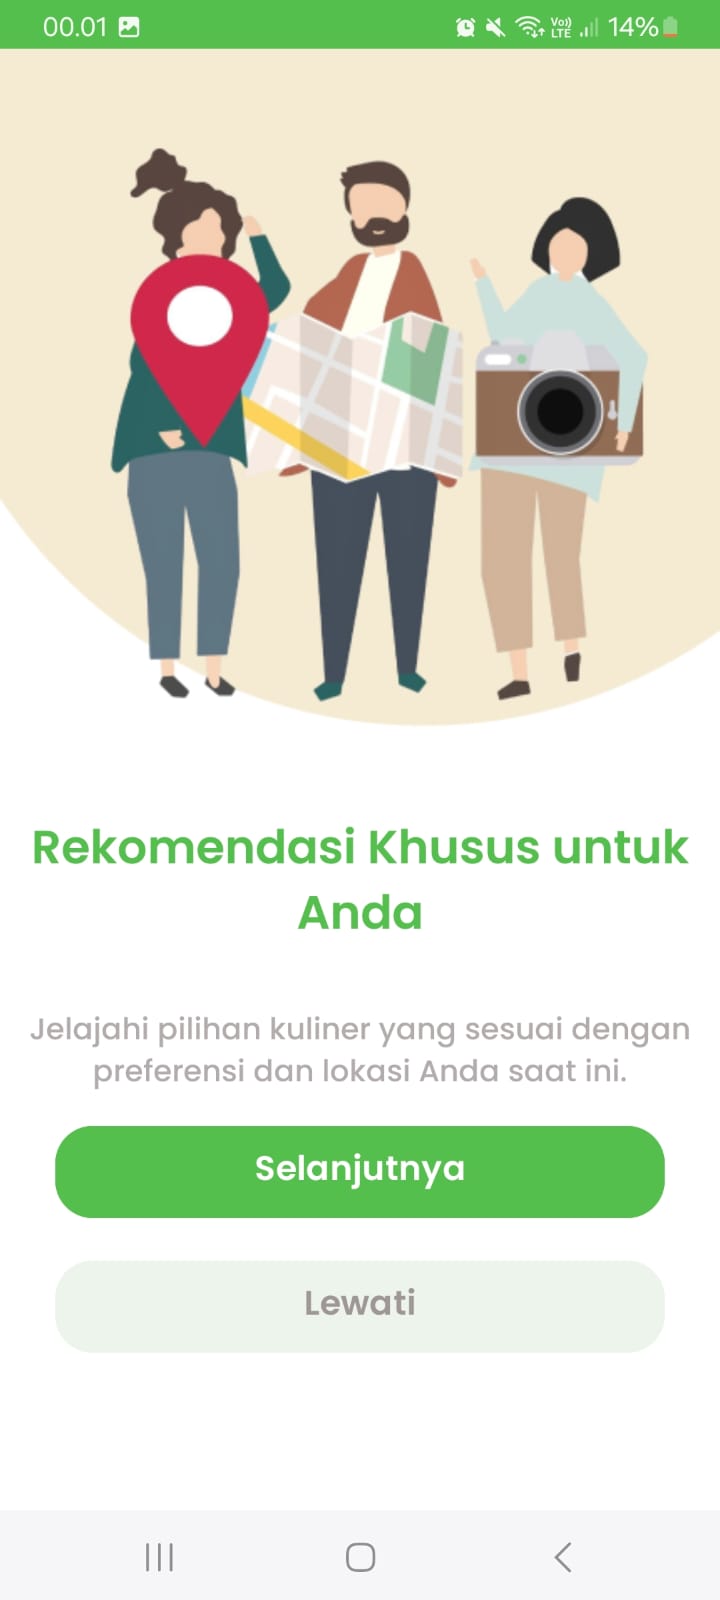 00.01
Vo))
LTE
14%
Rekomendasi Khusus untuk
Anda
Jelajahi pilihan kuliner yang sesuai dengan
preferensi dan lokasi Anda saat ini.
Selanjutnya
Lewati